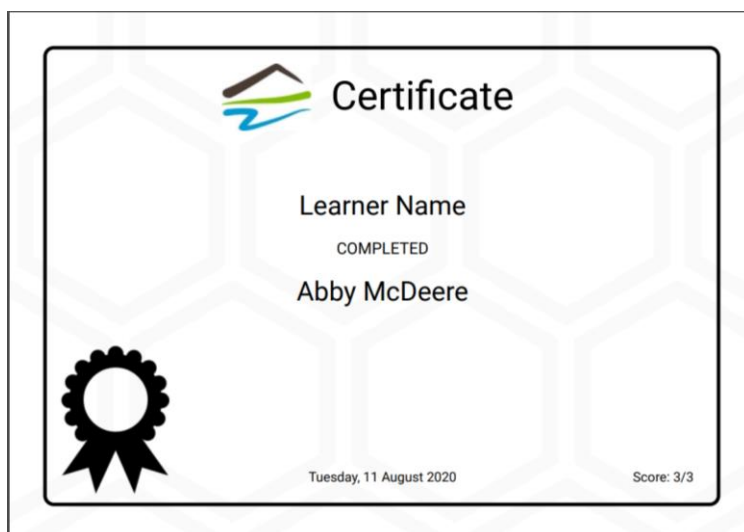 Certificate
Learner Name
COMPLETED
Abby McDeere
Tuesday, 11 August 2020
Score: 3/3